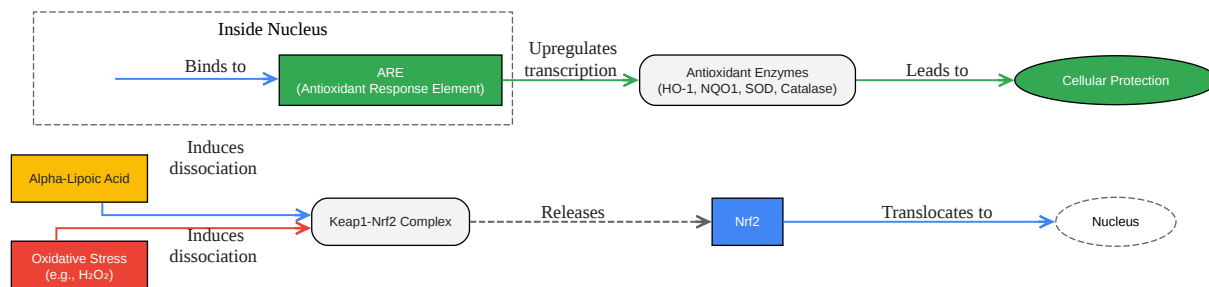 Inside Nucleus
Binds to
ARE
(Antioxidant Response Element)
Upregulates
transcription
Antioxidant Enzymes
(HO-1, NQO1, SOD, Catalase)
Leads to
Cellular Protection
Induces
dissociation
Alpha-Lipoic Acid
Keap1-Nrf2 Complex
Releases
Nrf2
Translocates to
Nucleus
Induces
dissociation
Oxidative Stress
(e.g., H₂O₂)